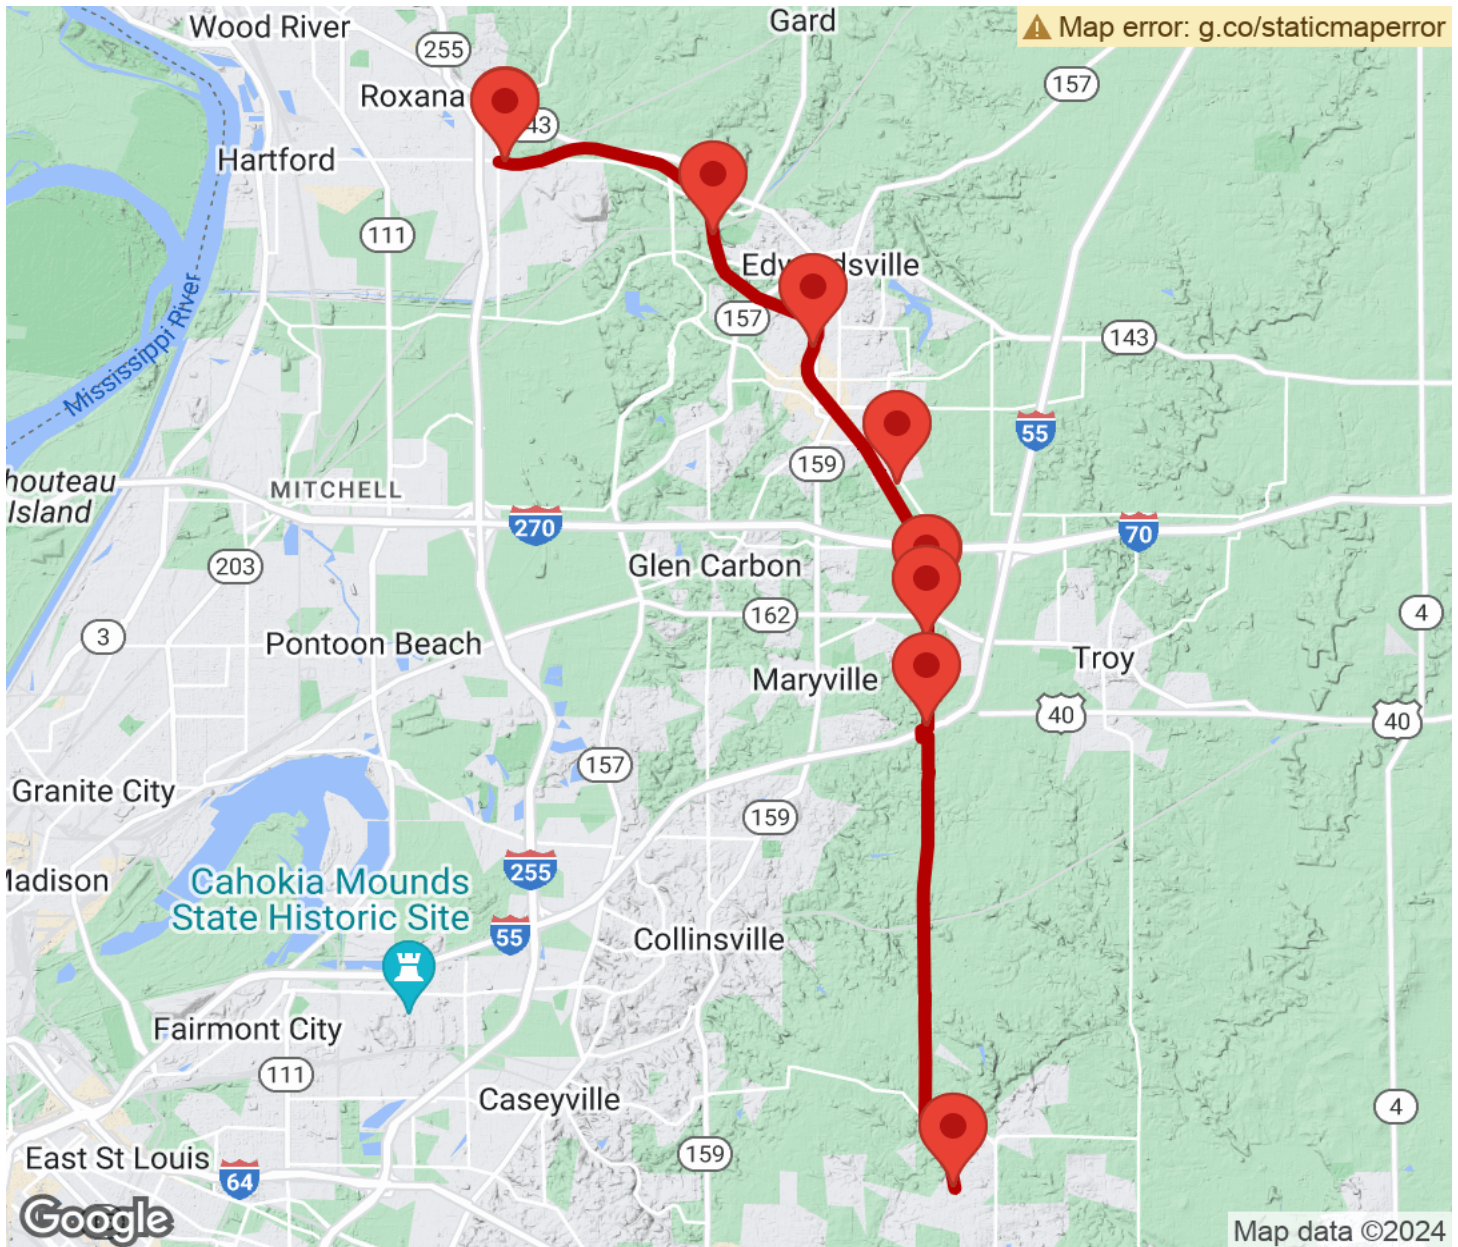 Wood River
Gard
Map error: g.co/staticmaperror
255
157
Roxana
43
Hartford
111
Edwardsville
Mississippi River
157
143
55
159
houteau
Island
MITCHELL
270
70
203
Glen Carbon
162
4
3
Pontoon Beach
Troy
Maryville
40
40
157
Granite City
159
255
Madison
Cahokia Mounds
State Historic Site
55
Collinsville
Fairmont City
111
Caseyville
4
159
East St Louis
64
Google
Map data ©2024